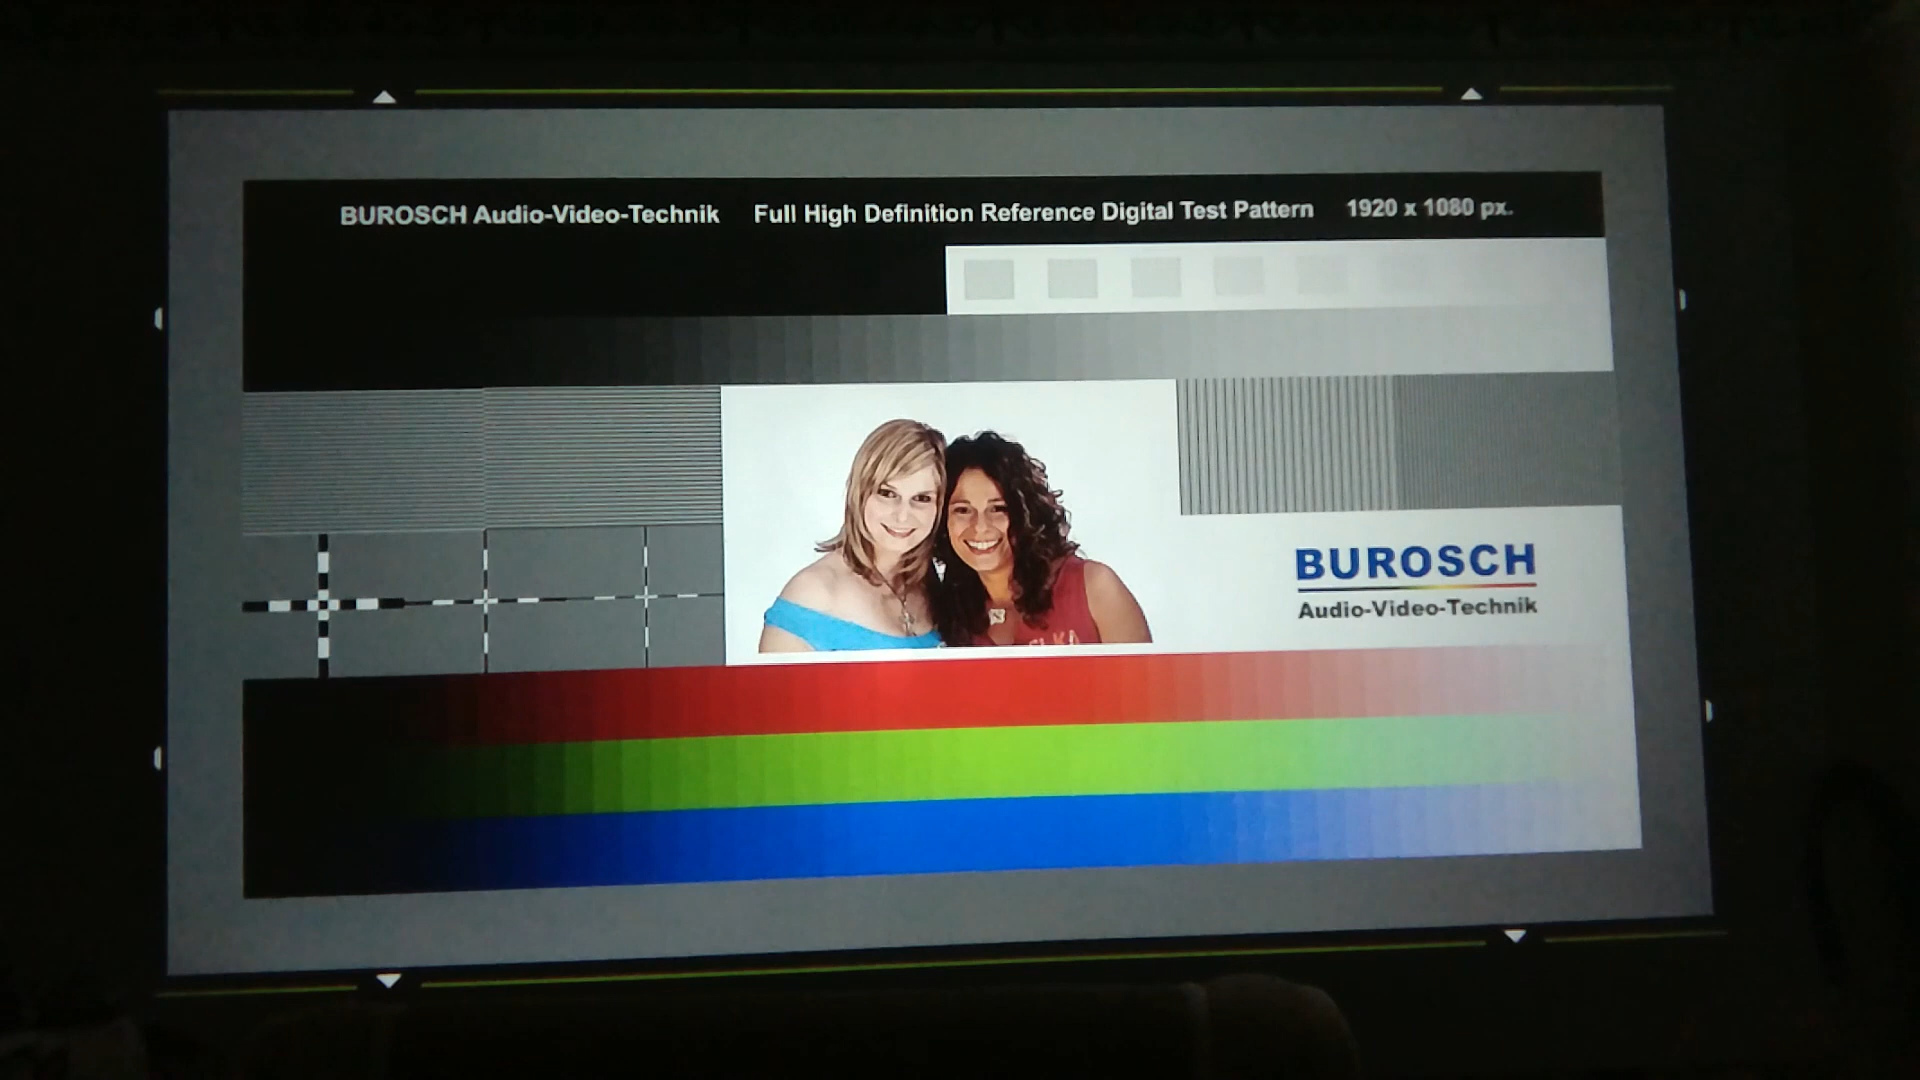 BUROSCH Audio-Video-Technik Full High Definition Reference Digital Test Pattern 1920 x 1080 px.
BUROSCH
Audio-Video-Technik